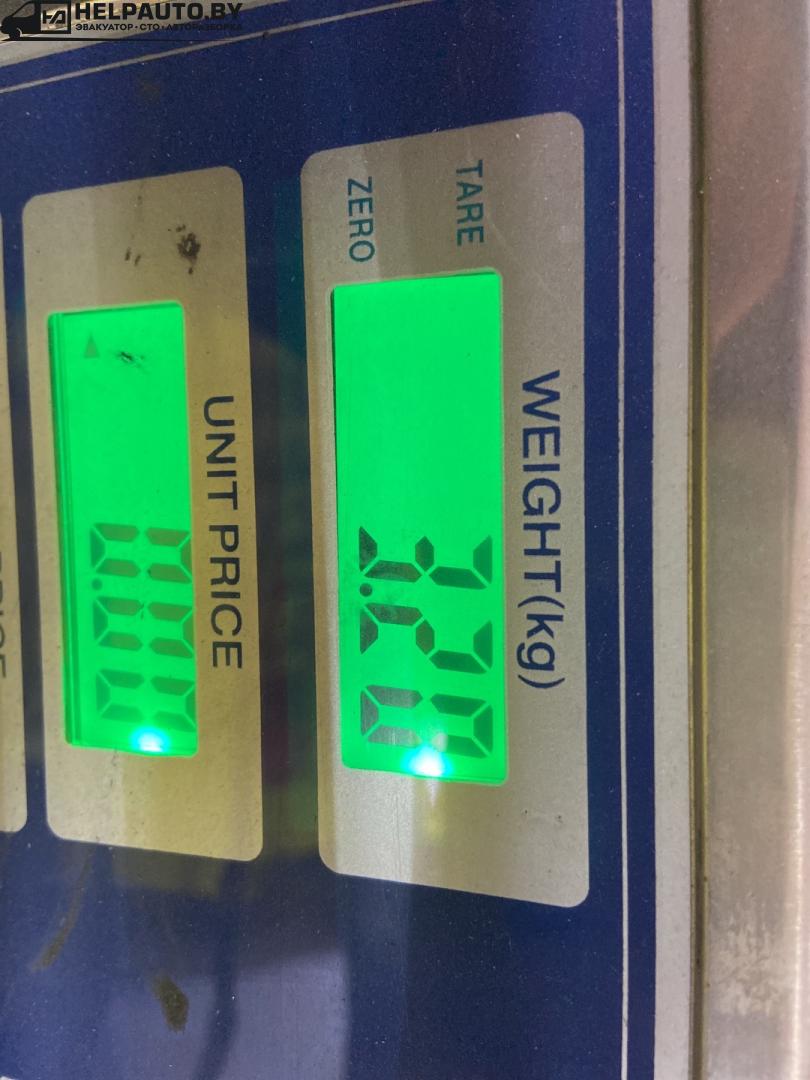 HELPAUTO.BY
ЭВАКУАТОР • СТО • АВТОРАЗБОРКА
WEIGHT(kg)
TARE
ZERO
3.20
UNIT PRICE
0.00